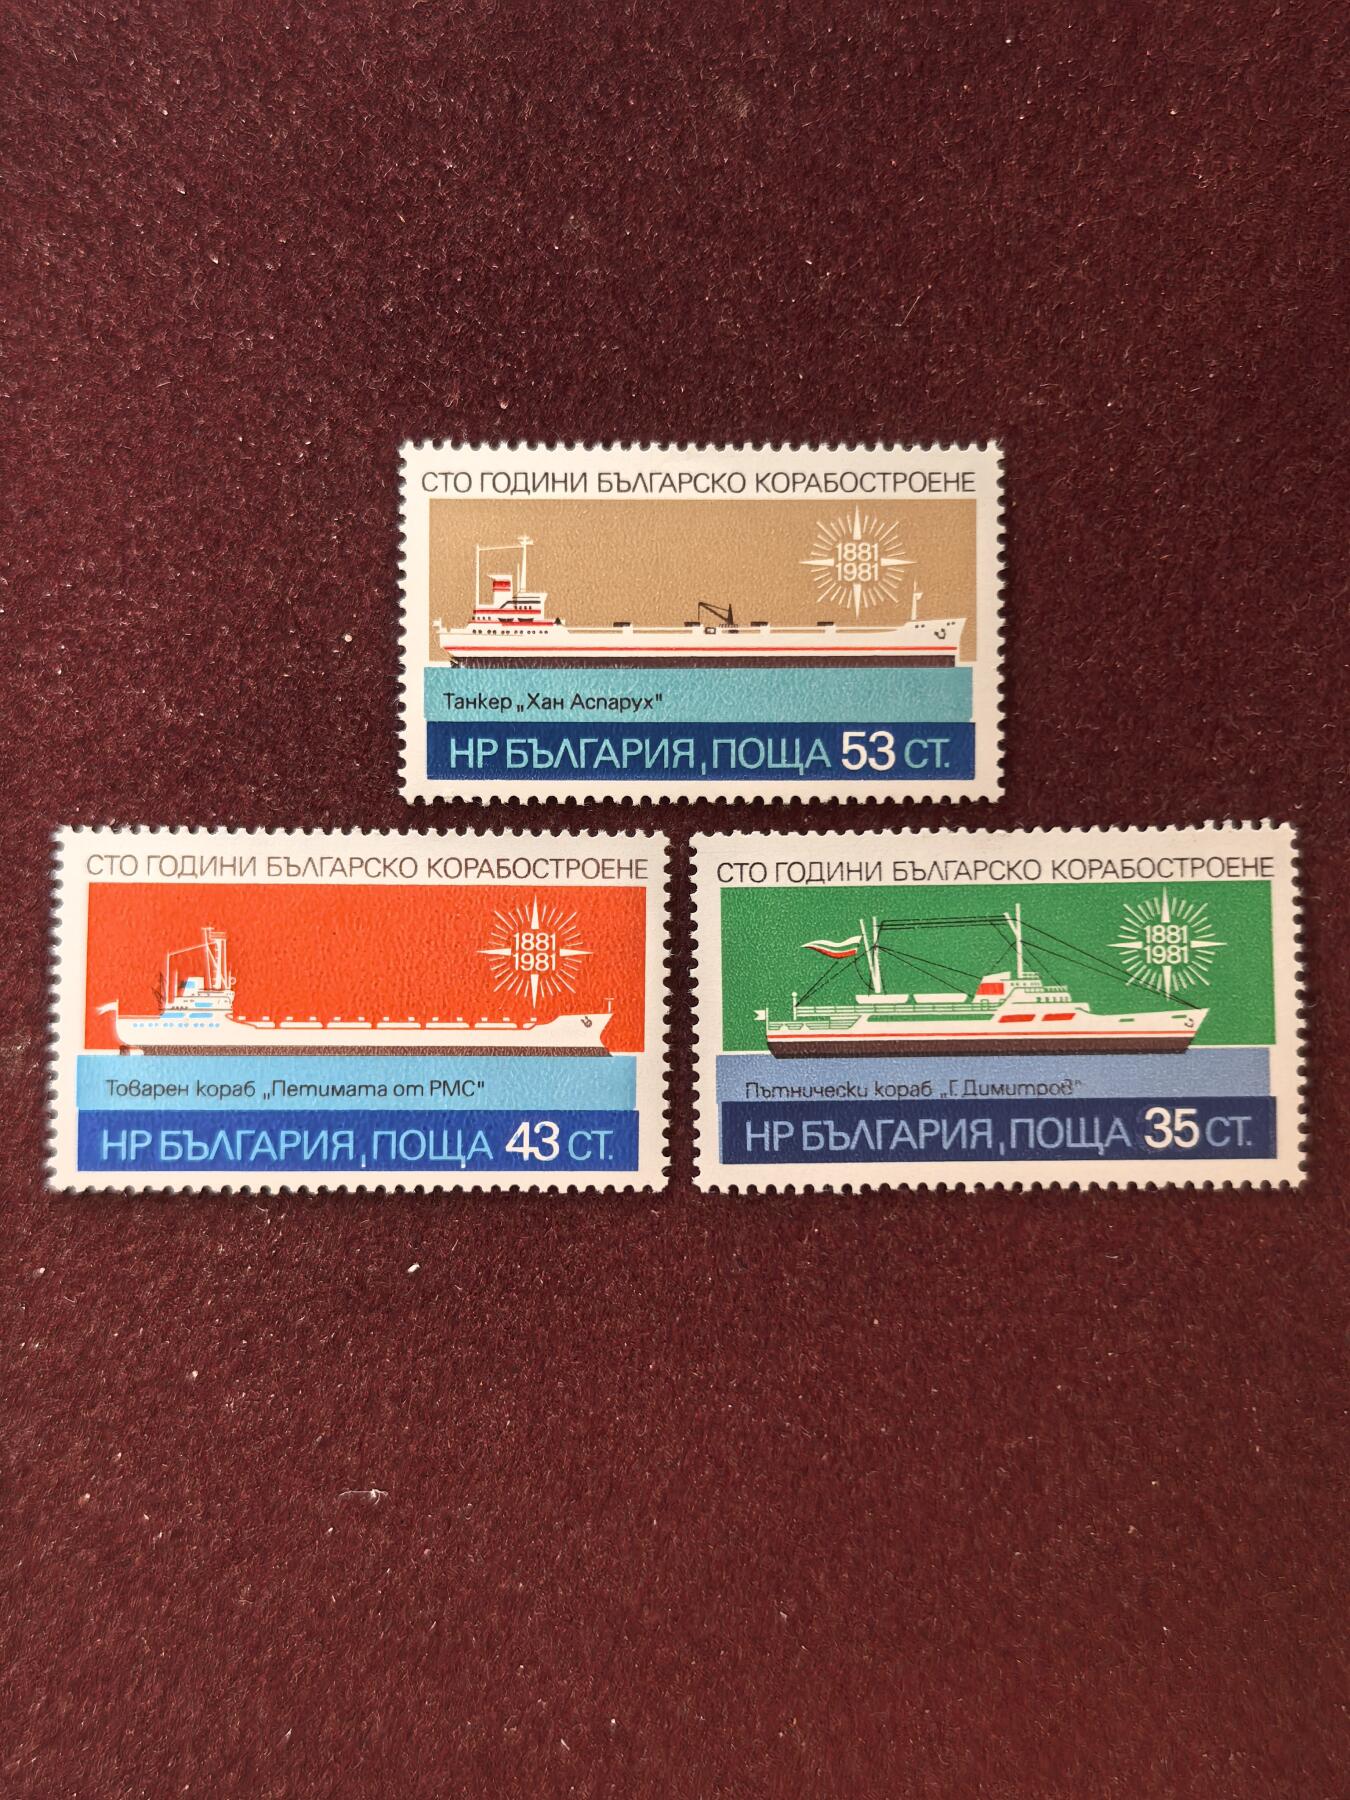 СТО ГОДИНИ БЪЛГАРСКО КОРАБОСТРОЕНЕ
1881
1981
Танкер „Хан Аспарух"
НР БЪЛГАРИЯ, ПОЩА 53 СТ.
СТО ГОДИНИ БЪЛГАРСКО КОРАБОСТРОЕНЕ
1881
1981
Товарен кораб „Петимата от РМС"
НР БЪЛГАРИЯ, ПОЩА 43 СТ.
СТО ГОДИНИ БЪЛГАРСКО КОРАБОСТРОЕНЕ
1881
1981
Пътнически кораб „Г. Димитров"
НР БЪЛГАРИЯ, ПОЩА 35 СТ.